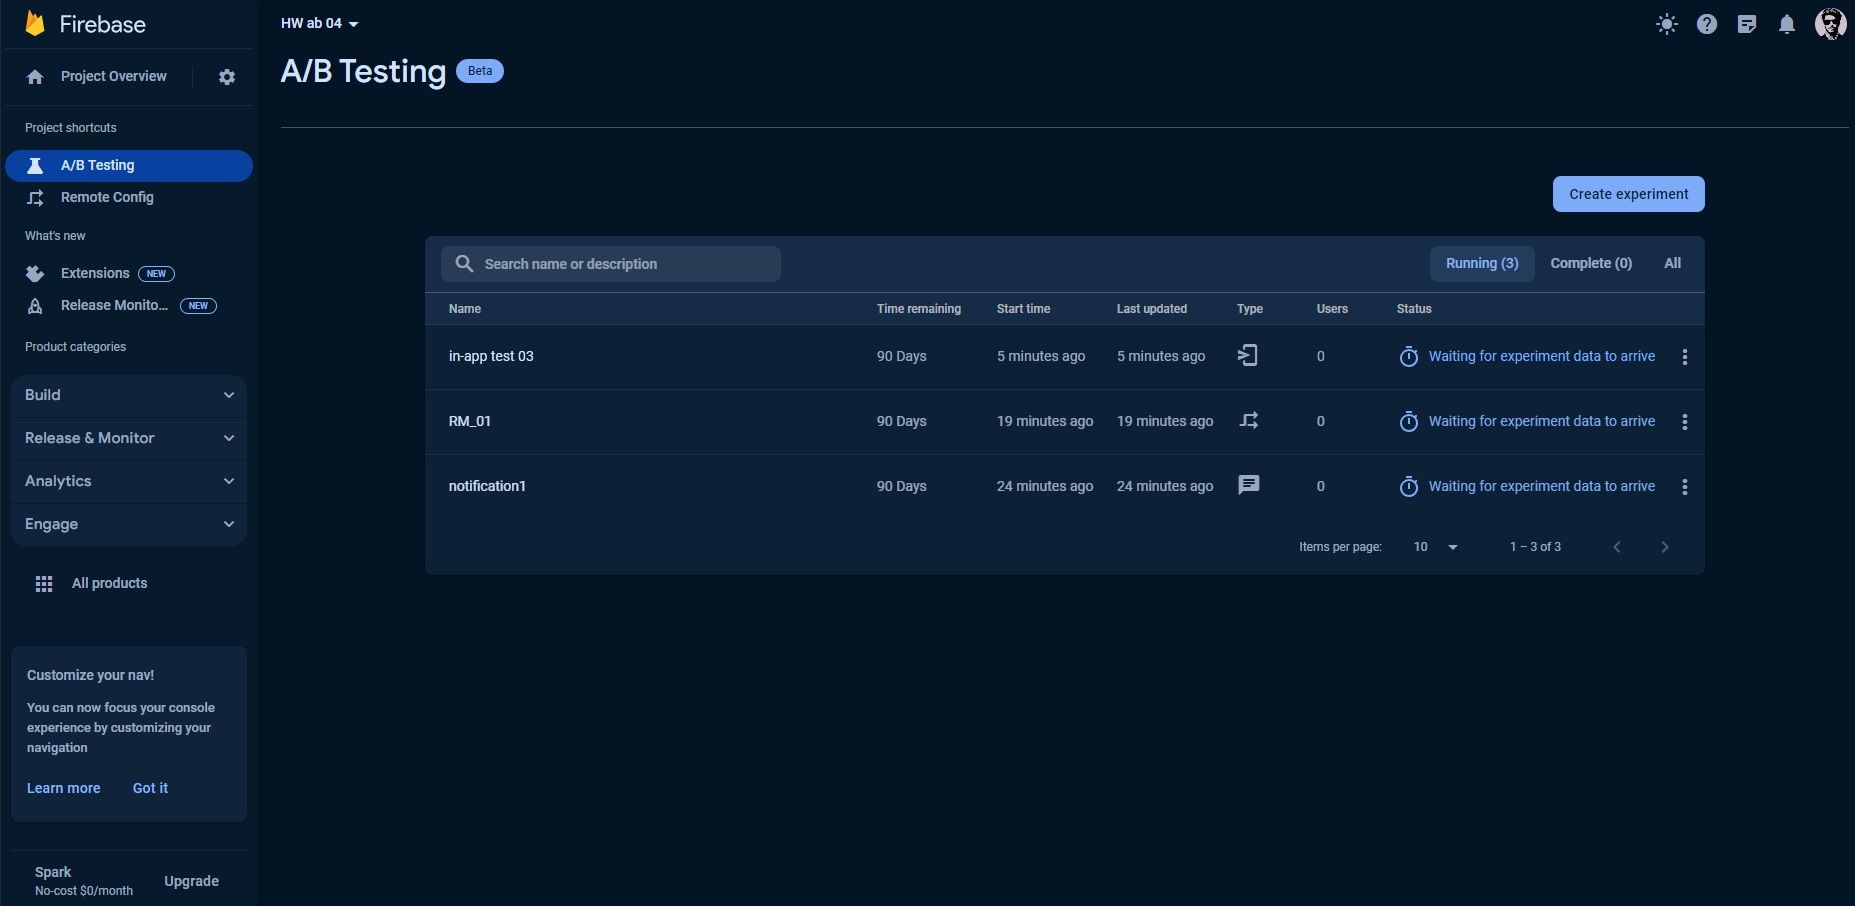 Firebase
HW ab 04
Project Overview
A/B Testing
Beta
Project shortcuts
A/B Testing
Remote Config
What's new
Extensions NEW
Release Monito... NEW
Product categories
Build
Release & Monitor
Analytics
Engage
All products
Customize your nav!
You can now focus your console
experience by customizing your
navigation
Learn more Got it
Spark
No-cost $0/month
Upgrade
Create experiment
Search name or description
Running (3) Complete (0) All
Name Time remaining Start time Last updated Type Users Status
in-app test 03 90 Days 5 minutes ago 5 minutes ago 0 Waiting for experiment data to arrive
RM_01 90 Days 19 minutes ago 19 minutes ago 0 Waiting for experiment data to arrive
notification1 90 Days 24 minutes ago 24 minutes ago 0 Waiting for experiment data to arrive
Items per page: 10 1 – 3 of 3